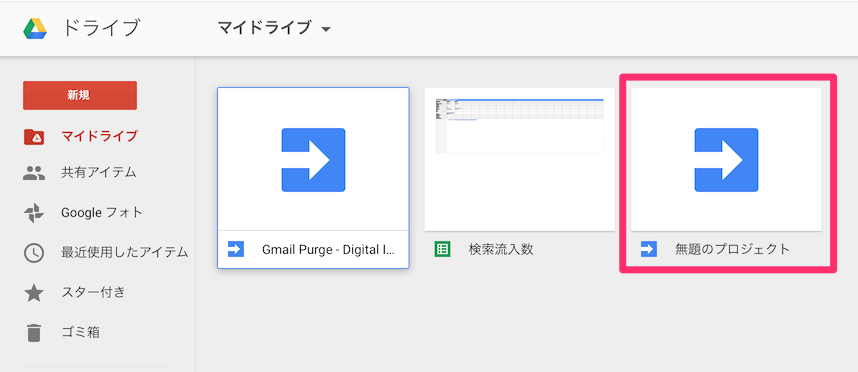 ドライブ
マイドライブ
新規
マイドライブ
共有アイテム
Google フォト
最近使用したアイテム
スター付き
ゴミ箱
Gmail Purge - Digital I...
検索流入数
無題のプロジェクト